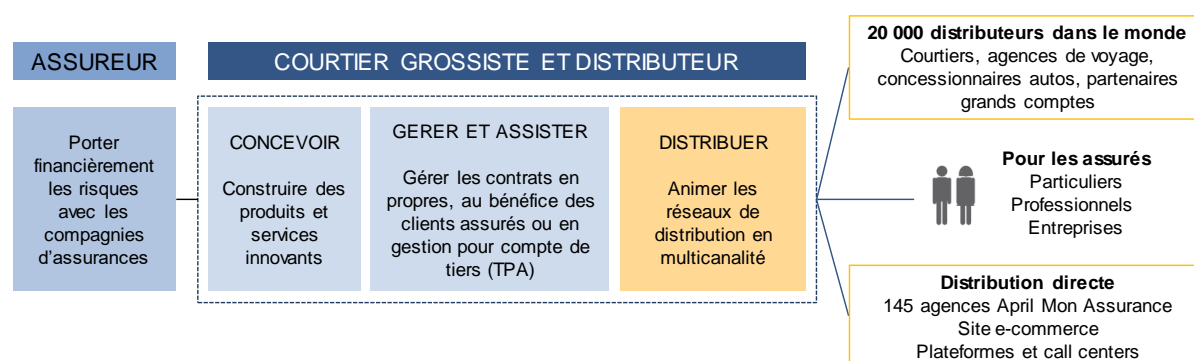 ASSUREUR
COURTIER GROSSISTE ET DISTRIBUTEUR
Porter
financièrement
les risques
avec les
compagnies
d'assurances
CONCEVOIR
Construire des
produits et
services
innovants
GERER ET ASSISTER
Gérer les contrats en
propres, au bénéfice des
clients assurés ou en
gestion pour compte de
tiers (TPA)
DISTRIBUER
Animer les
réseaux de
distribution en
multicanalité
20 000 distributeurs dans le monde
Courtiers, agences de voyage,
concessionnaires autos, partenaires
grands comptes
Pour les assurés
Particuliers
Professionnels
Entreprises
Distribution directe
145 agences April Mon Assurance
Site e-commerce
Plateformes et call centers